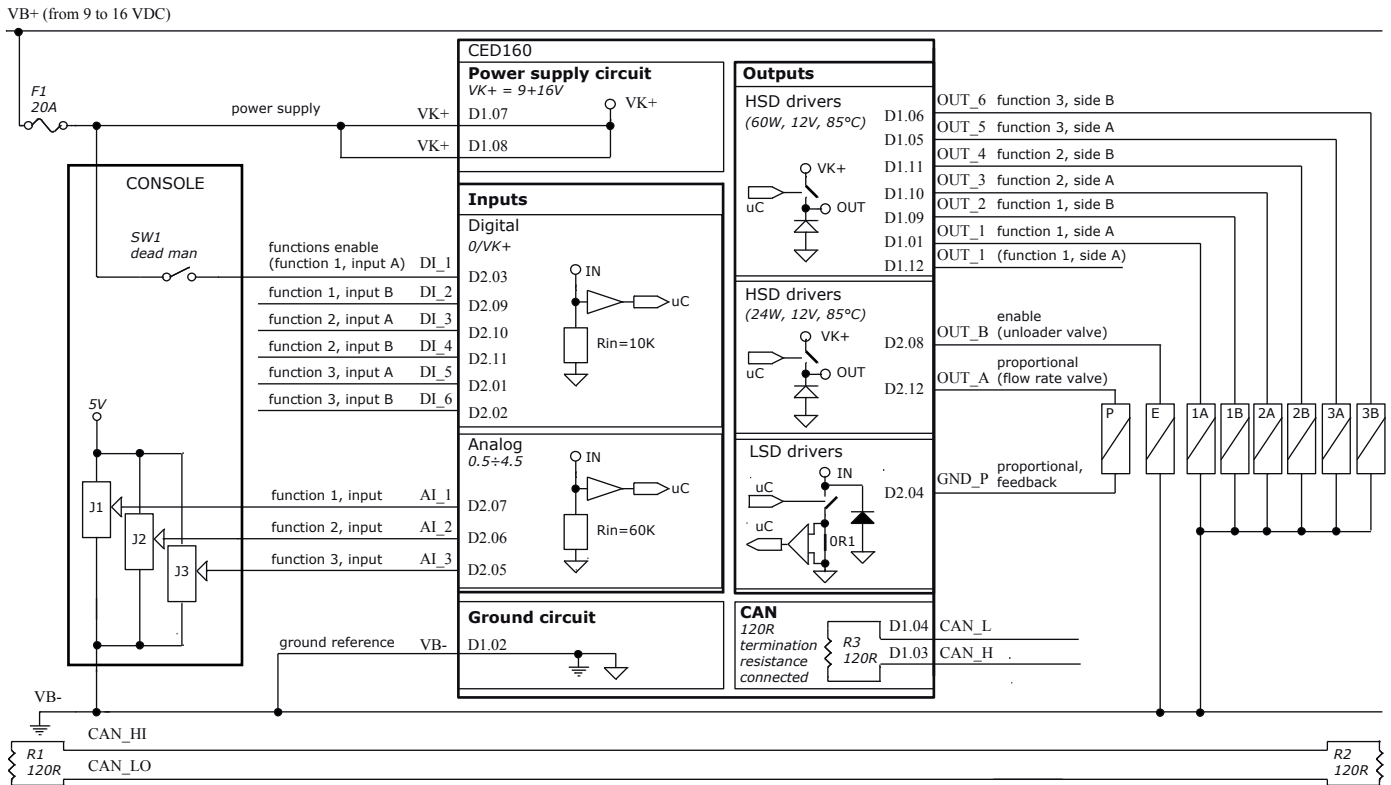 VB+ (from 9 to 16 VDC)
F1
20A
power supply
VK+
VK+
CED160
Power supply circuit
VK+ = 9÷16V
D1.07
D1.08
VK+
CONSOLE
SW1
dead man
functions enable
(function 1, input A) DI_1
function 1, input B DI_2
function 2, input A DI_3
function 2, input B DI_4
function 3, input A DI_5
function 3, input B DI_6
Inputs
Digital
0/VK+
D2.03
D2.09
D2.10
D2.11
D2.01
D2.02
IN
uC
Rin=10K
5V
J1
J2
J3
function 1, input AI_1
function 2, input AI_2
function 3, input AI_3
Analog
0.5÷4.5
D2.07
D2.06
D2.05
IN
uC
Rin=60K
ground reference VB-
Ground circuit
D1.02
Outputs
HSD drivers
(60W, 12V, 85°C)
VK+
uC
OUT
D1.06
D1.05
D1.11
D1.10
D1.09
D1.01
D1.12
OUT_6 function 3, side B
OUT_5 function 3, side A
OUT_4 function 2, side B
OUT_3 function 2, side A
OUT_2 function 1, side B
OUT_1 function 1, side A
OUT_1 (function 1, side A)
HSD drivers
(24W, 12V, 85°C)
VK+
uC
OUT
D2.08
D2.12
enable
OUT_B (unloader valve)
proportional
OUT_A (flow rate valve)
LSD drivers
IN
uC
uC
0R1
D2.04
GND_P proportional,
feedback
P
E
1A
1B
2A
2B
3A
3B
CAN
120R
termination
resistance
connected
R3
120R
D1.04
D1.03
CAN_L
CAN_H
VB-
CAN_HI
CAN_LO
R1
120R
R2
120R